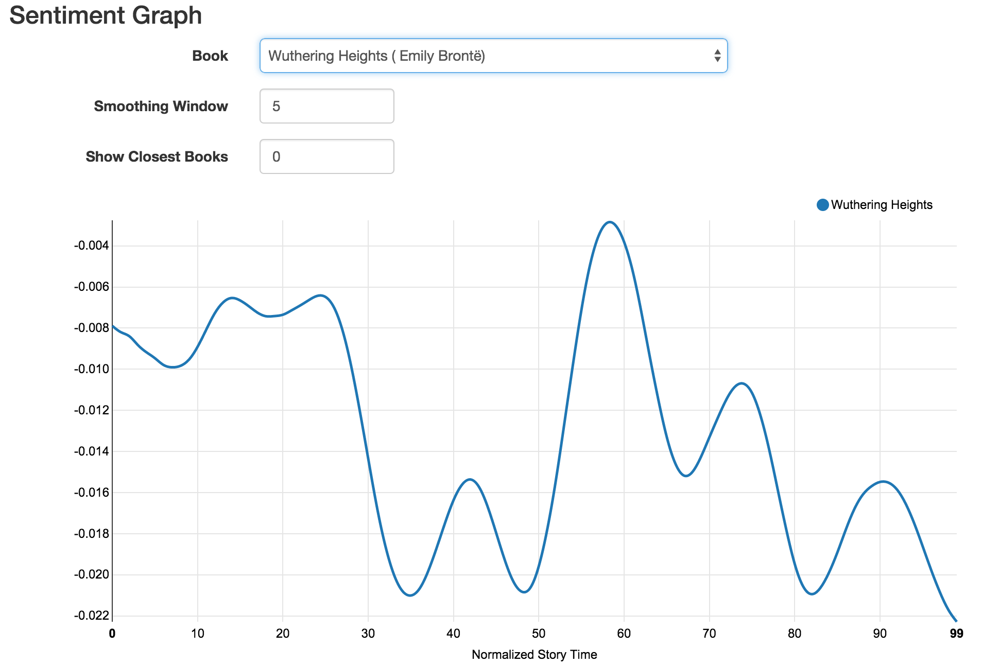 Sentiment Graph
Book
Wuthering Heights ( Emily Brontë)
Smoothing Window
5
Show Closest Books
0
Wuthering Heights
-0.004
-0.006
-0.008
-0.010
-0.012
-0.014
-0.016
-0.018
-0.020
-0.022
0 10 20 30 40 50 60 70 80 90 99
Normalized Story Time